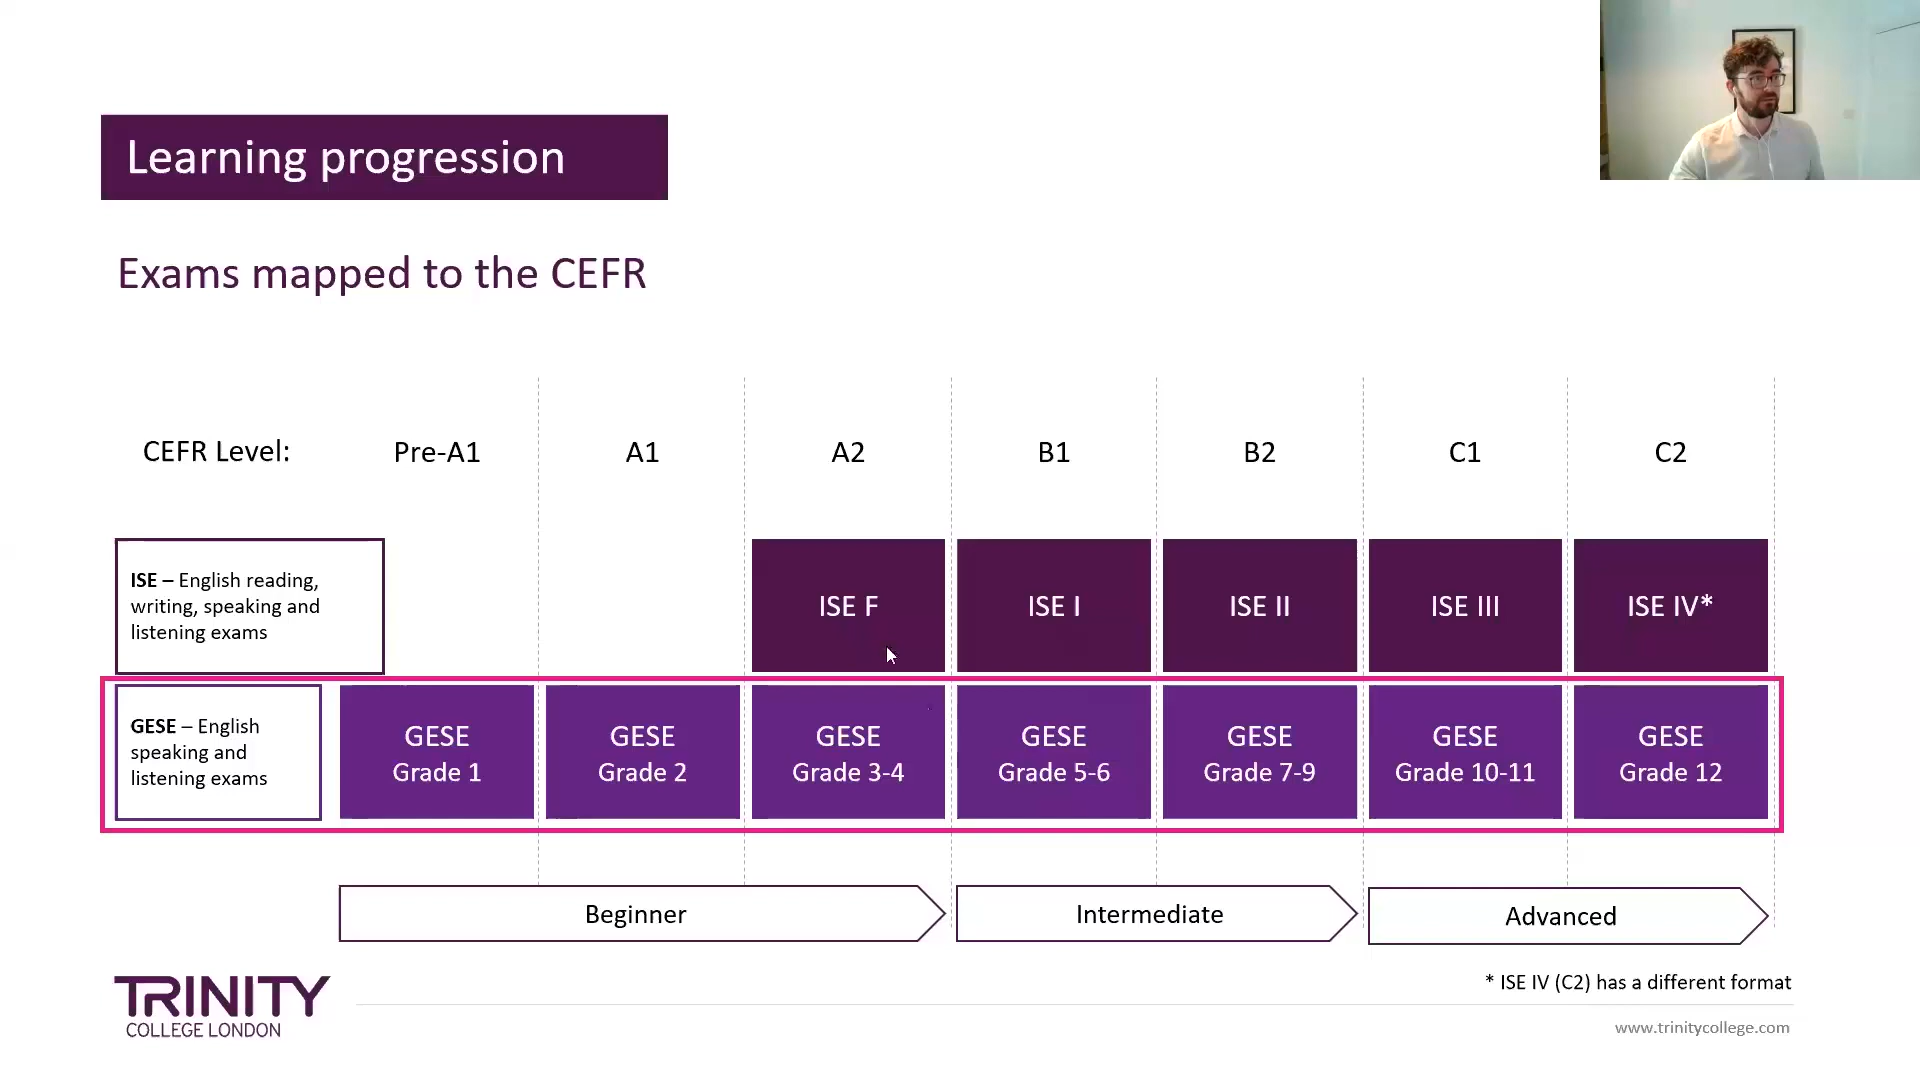 Learning progression
Exams mapped to the CEFR
CEFR Level:
Pre-A1
A1
A2
B1
B2
C1
C2
ISE – English reading,
writing, speaking and
listening exams
ISE F
ISE I
ISE II
ISE III
ISE IV*
GESE – English
speaking and
listening exams
GESE
Grade 1
GESE
Grade 2
GESE
Grade 3-4
GESE
Grade 5-6
GESE
Grade 7-9
GESE
Grade 10-11
GESE
Grade 12
Beginner
Intermediate
Advanced
* ISE IV (C2) has a different format
TRINITY
COLLEGE LONDON
www.trinitycollege.com